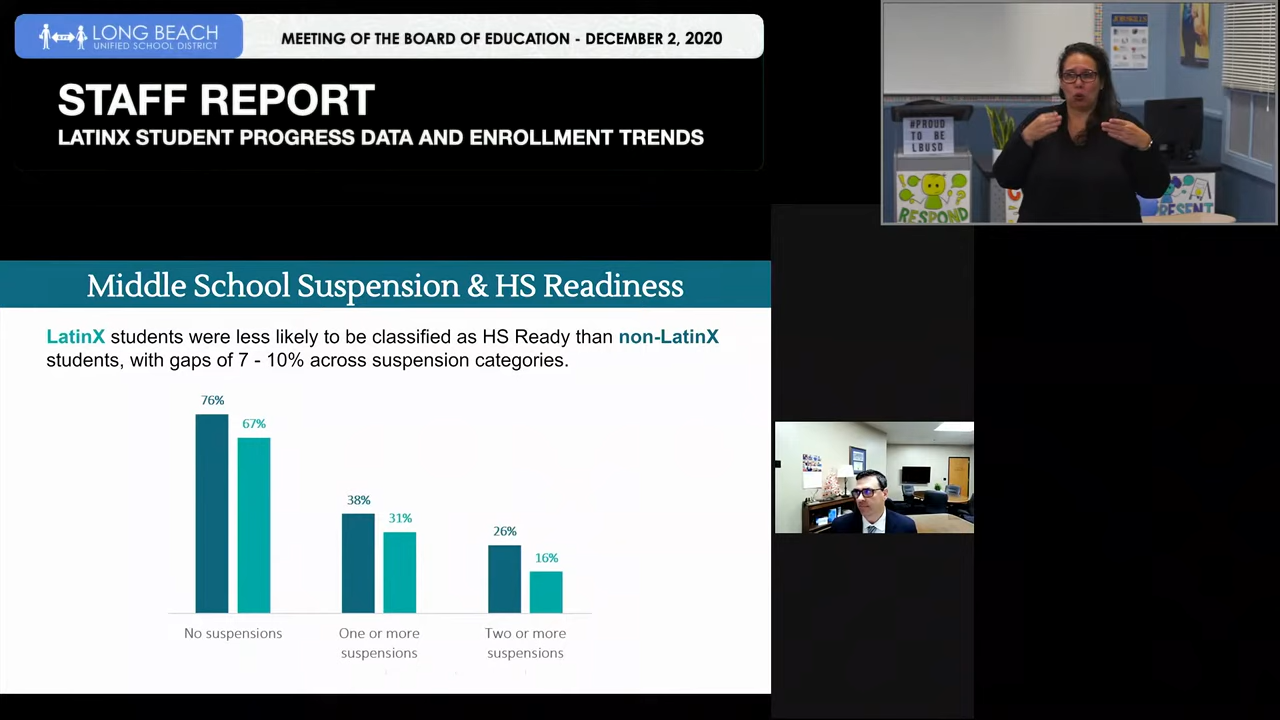 LONG BEACH
UNIFIED SCHOOL DISTRICT
MEETING OF THE BOARD OF EDUCATION - DECEMBER 2, 2020
STAFF REPORT
LATINX STUDENT PROGRESS DATA AND ENROLLMENT TRENDS
#PROUD
TO BE
LBUSD
RESPOND
PRESENT
Middle School Suspension & HS Readiness
LatinX students were less likely to be classified as HS Ready than non-LatinX
students, with gaps of 7 - 10% across suspension categories.
76%
67%
38%
31%
26%
16%
No suspensions
One or more
suspensions
Two or more
suspensions